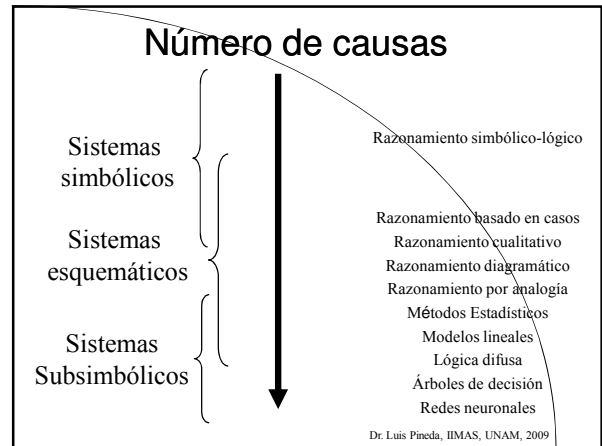 Número de causas
Sistemas
simbólicos
Sistemas
esquemáticos
Sistemas
Subsimbólicos
Razonamiento simbólico-lógico
Razonamiento basado en casos
Razonamiento cualitativo
Razonamiento diagramático
Razonamiento por analogía
Métodos Estadísticos
Modelos lineales
Lógica difusa
Árboles de decisión
Redes neuronales
Dr. Luis Pineda, IIMAS, UNAM, 2009